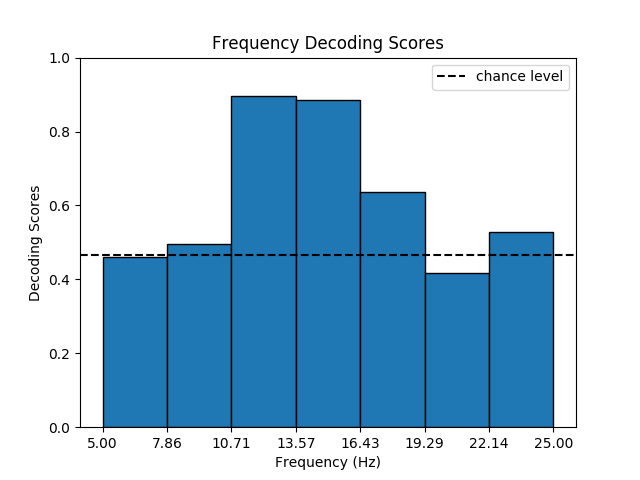 Frequency Decoding Scores
chance level
Decoding Scores
1.0
0.8
0.6
0.4
0.2
0.0
5.00 7.86 10.71 13.57 16.43 19.29 22.14 25.00
Frequency (Hz)